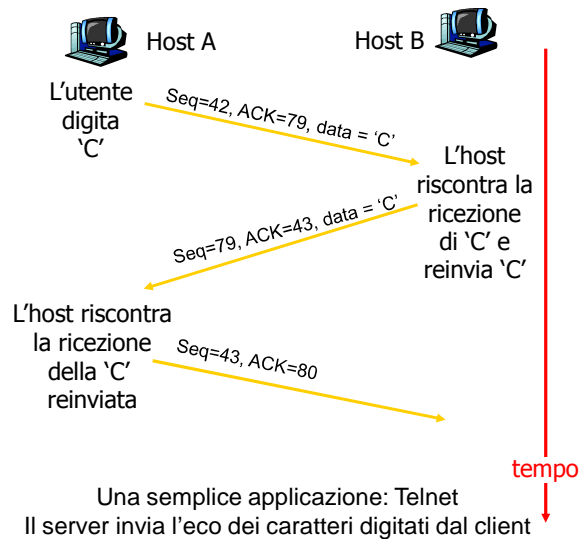 Host A
Host B
L'utente
digita
‘C’
Seq=42, ACK=79, data = ‘C’
L'host
riscontra la
ricezione
di ‘C’ e
reinvia ‘C’
Seq=79, ACK=43, data = ‘C’
L'host riscontra
la ricezione
della ‘C’
reinviata
Seq=43, ACK=80
tempo
Una semplice applicazione: Telnet
Il server invia l'eco dei caratteri digitati dal client